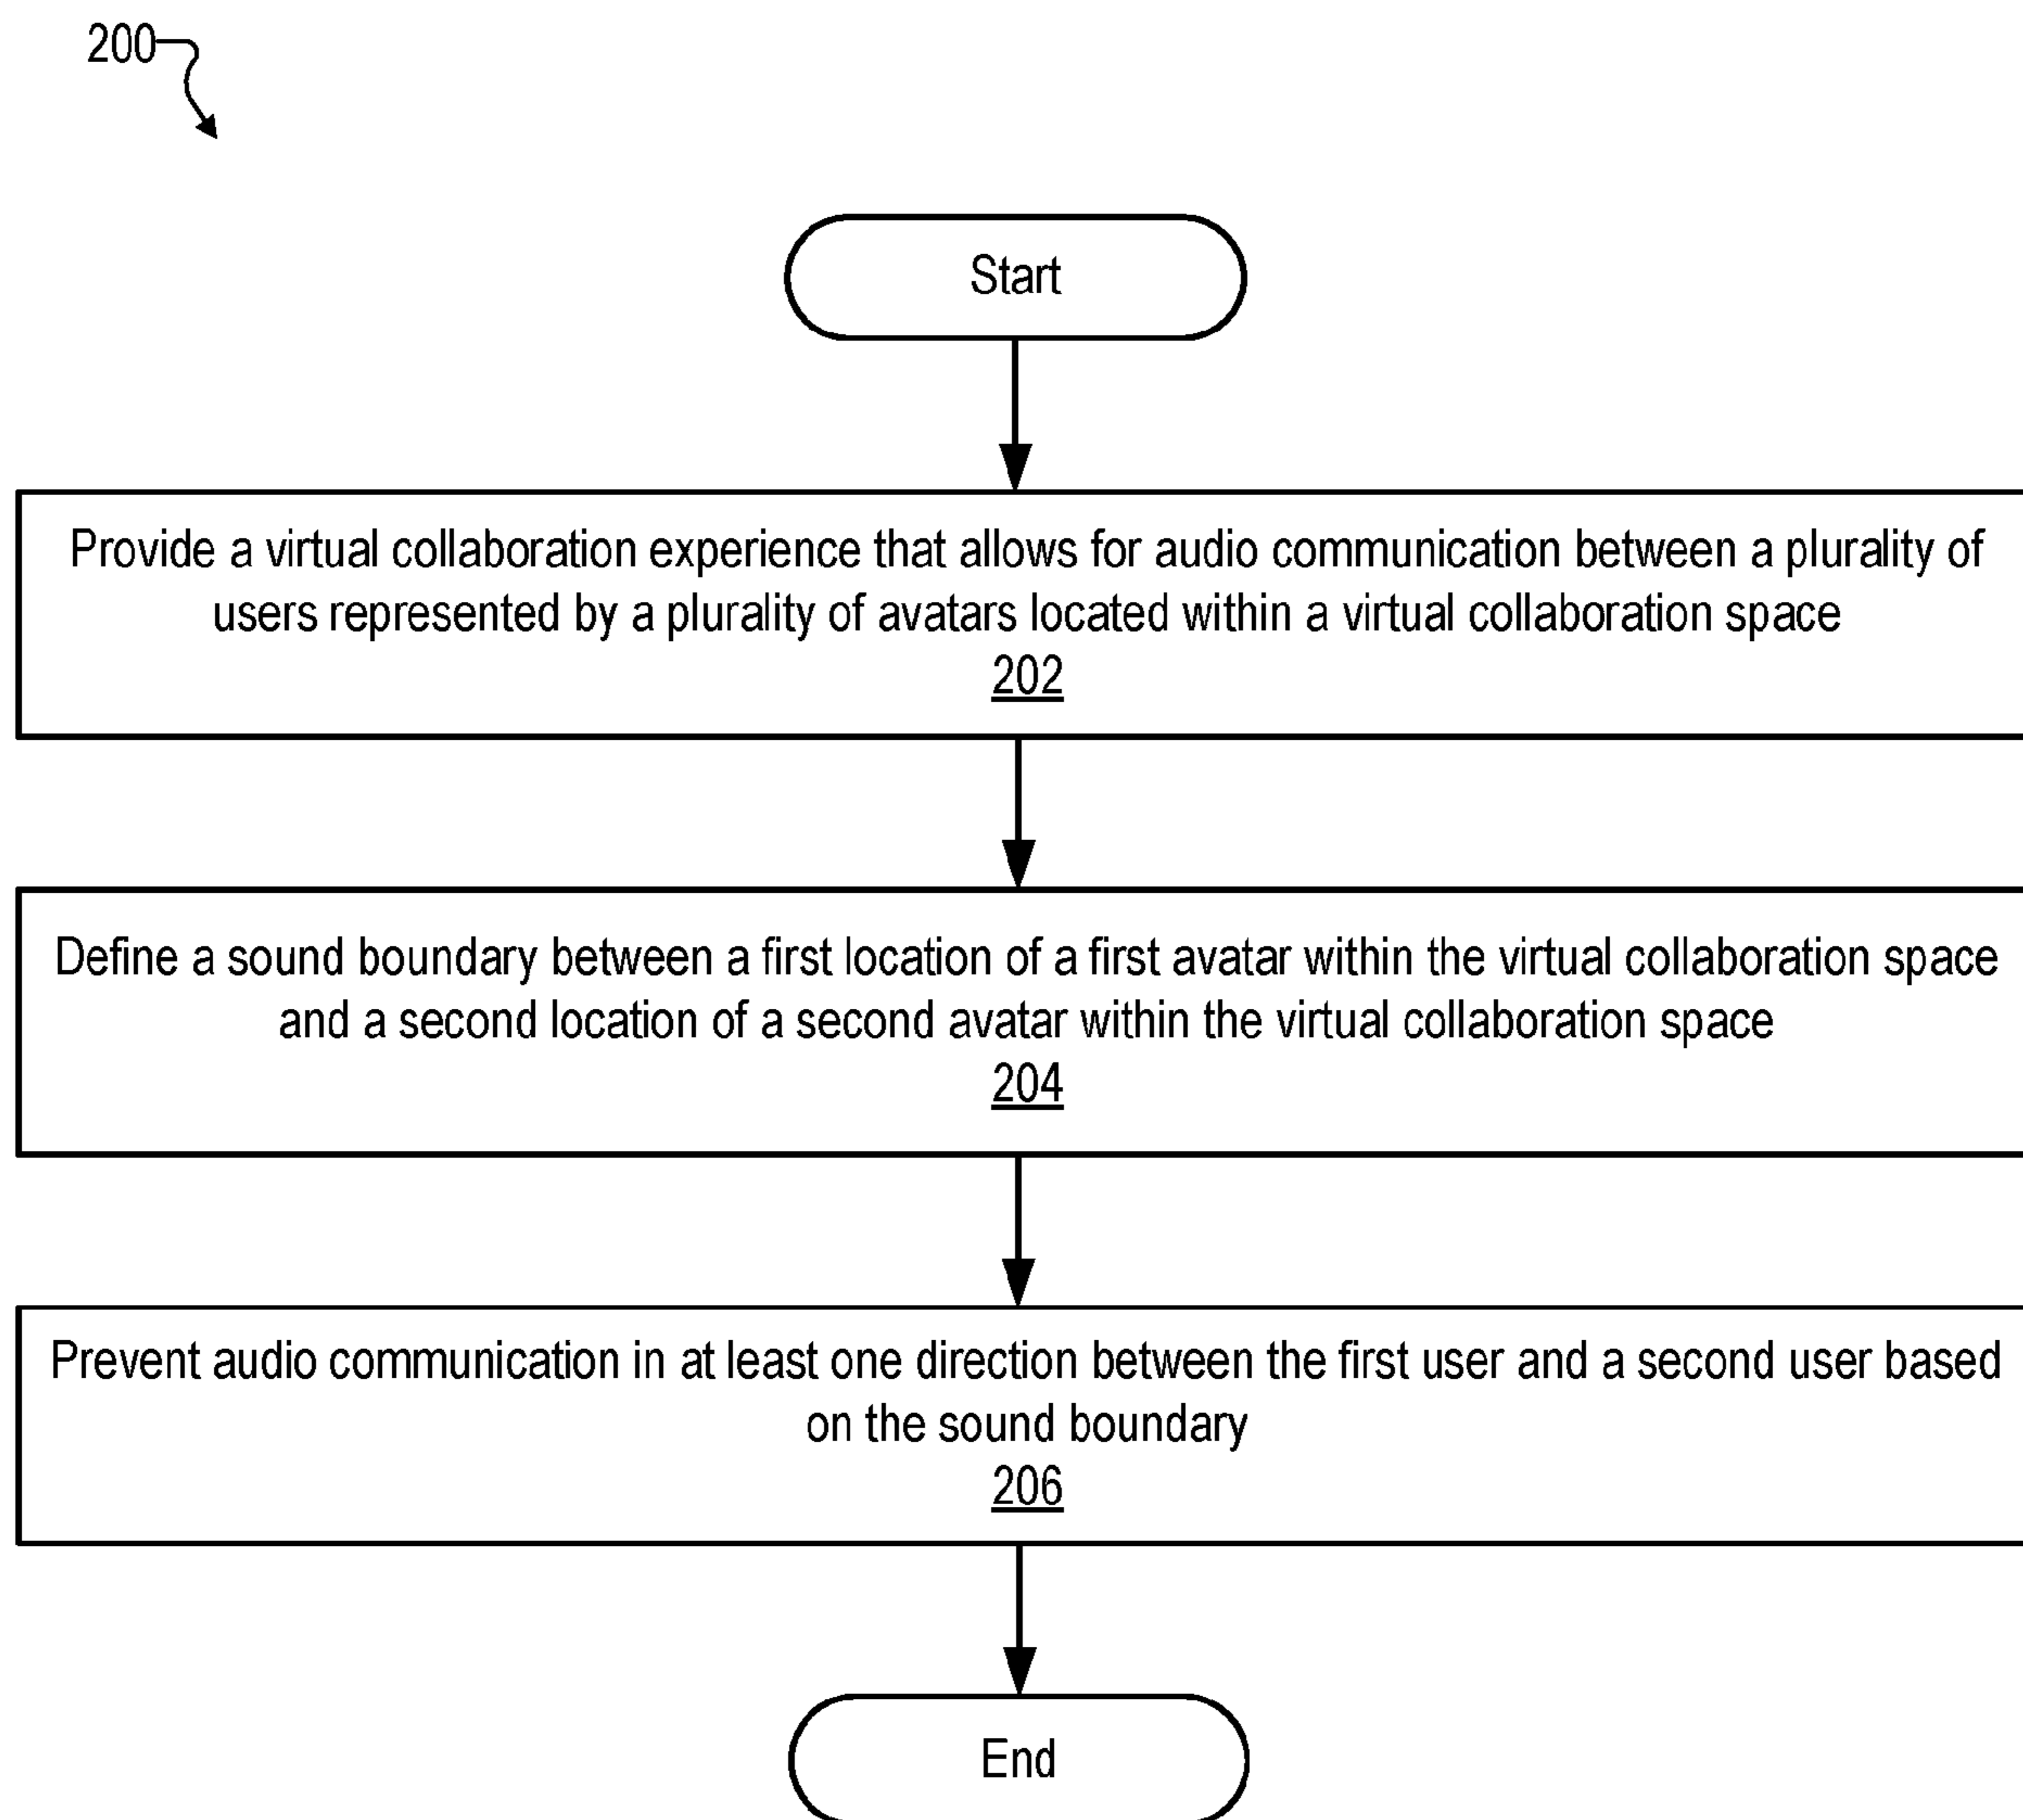 200
Start
Provide a virtual collaboration experience that allows for audio communication between a plurality of
users represented by a plurality of avatars located within a virtual collaboration space
202
Define a sound boundary between a first location of a first avatar within the virtual collaboration space
and a second location of a second avatar within the virtual collaboration space
204
Prevent audio communication in at least one direction between the first user and a second user based
on the sound boundary
206
End